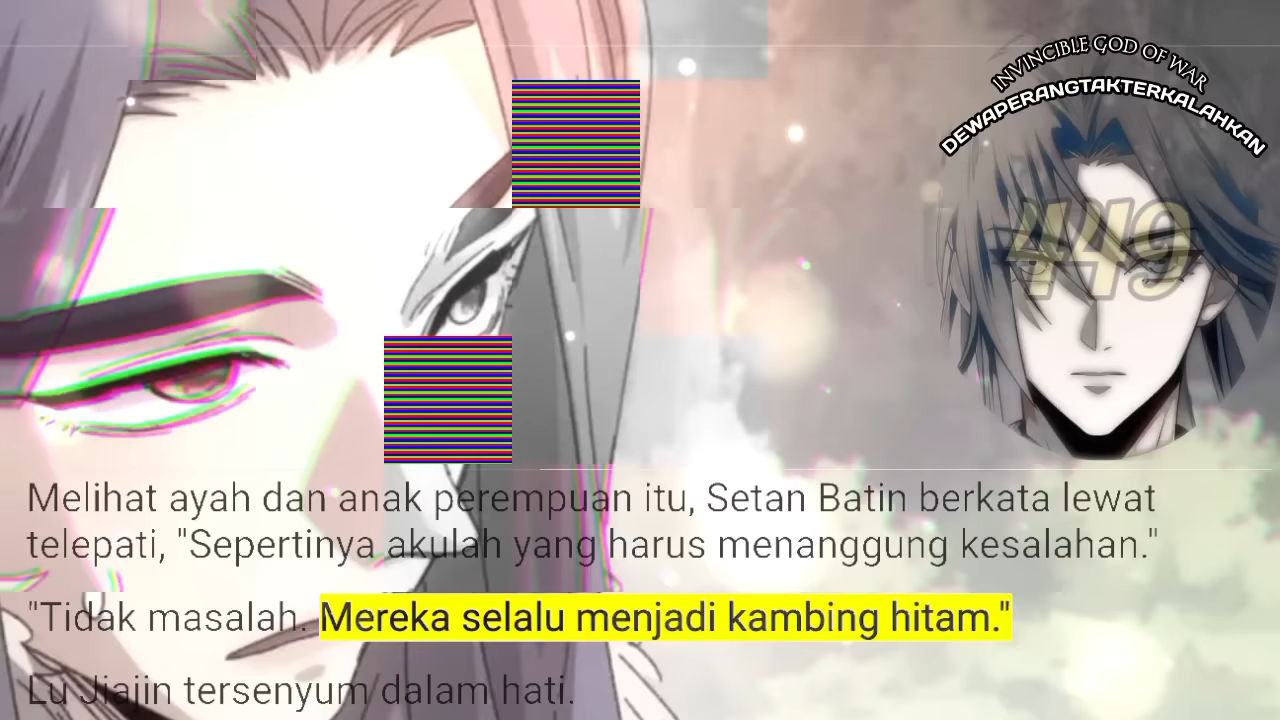 INVINCIBLE GOD OF WAR
DEWAPERANGTAKTERKALAHKAN
449
Melihat ayah dan anak perempuan itu, Setan Batin berkata lewat
telepati, "Sepertinya akulah yang harus menanggung kesalahan."
"Tidak masalah. Mereka selalu menjadi kambing hitam."
Lu Jiajin tersenyum dalam hati.